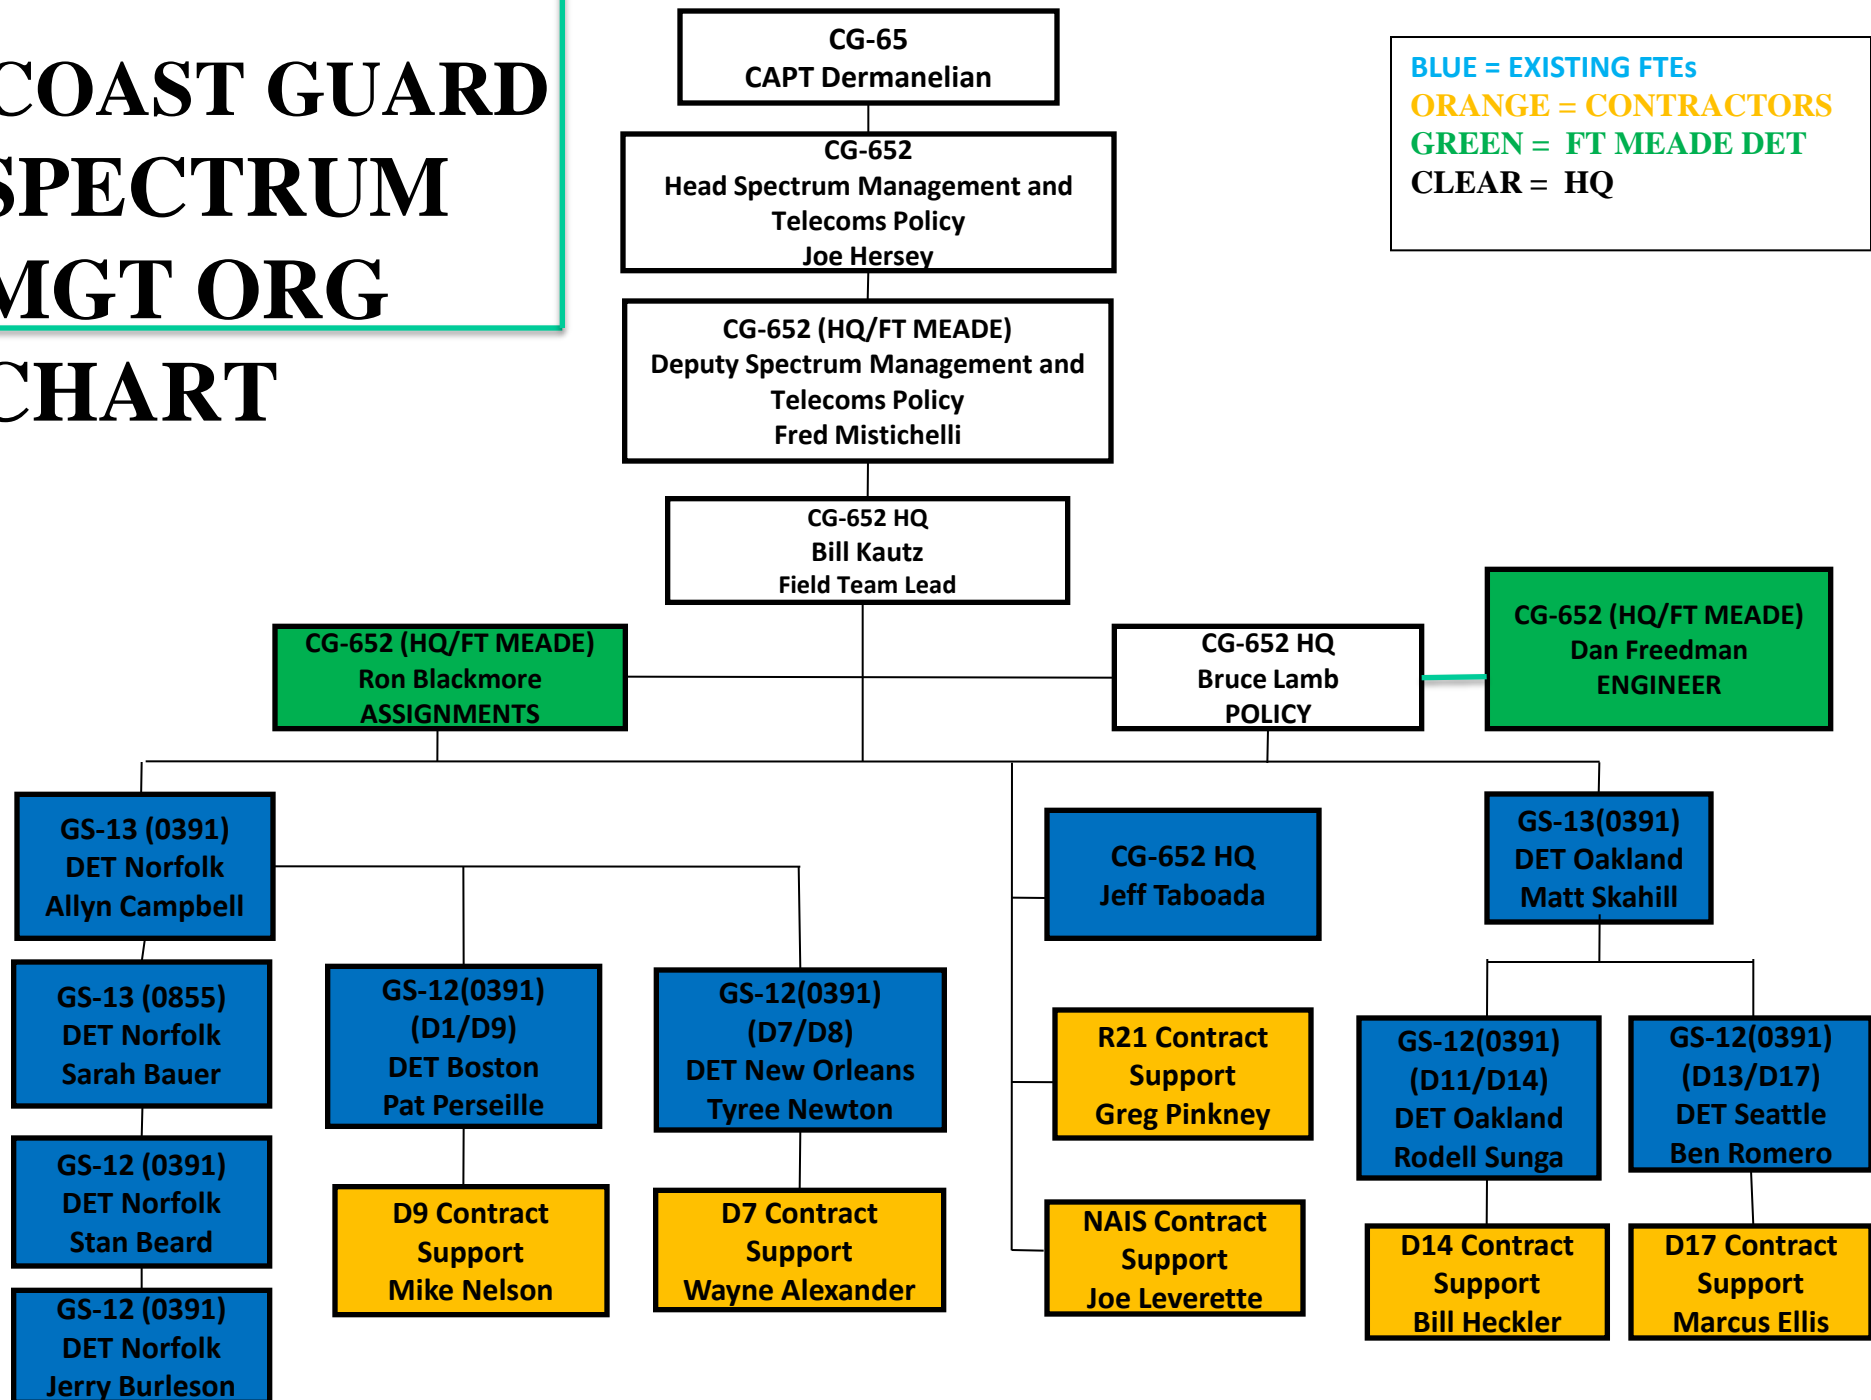 COAST GUARD
SPECTRUM
MGT ORG
CHART
CG-65
CAPT Dermanelian
BLUE = EXISTING FTEs
ORANGE = CONTRACTORS
GREEN = FT MEADE DET
CLEAR = HQ
CG-652
Head Spectrum Management and
Telecoms Policy
Joe Hersey
CG-652 (HQ/FT MEADE)
Deputy Spectrum Management and
Telecoms Policy
Fred Mistichelli
CG-652 HQ
Bill Kautz
Field Team Lead
CG-652 (HQ/FT MEADE)
Ron Blackmore
ASSIGNMENTS
CG-652 HQ
Bruce Lamb
POLICY
CG-652 (HQ/FT MEADE)
Dan Freedman
ENGINEER
GS-13 (0391)
DET Norfolk
Allyn Campbell
CG-652 HQ
Jeff Taboada
GS-13(0391)
DET Oakland
Matt Skahill
GS-13 (0855)
DET Norfolk
Sarah Bauer
GS-12(0391)
(D1/D9)
DET Boston
Pat Perseille
GS-12(0391)
(D7/D8)
DET New Orleans
Tyree Newton
R21 Contract
Support
Greg Pinkney
GS-12(0391)
(D11/D14)
DET Oakland
Rodell Sunga
GS-12(0391)
(D13/D17)
DET Seattle
Ben Romero
GS-12 (0391)
DET Norfolk
Stan Beard
D9 Contract
Support
Mike Nelson
D7 Contract
Support
Wayne Alexander
NAIS Contract
Support
Joe Leverette
D14 Contract
Support
Bill Heckler
D17 Contract
Support
Marcus Ellis
GS-12 (0391)
DET Norfolk
Jerry Burleson